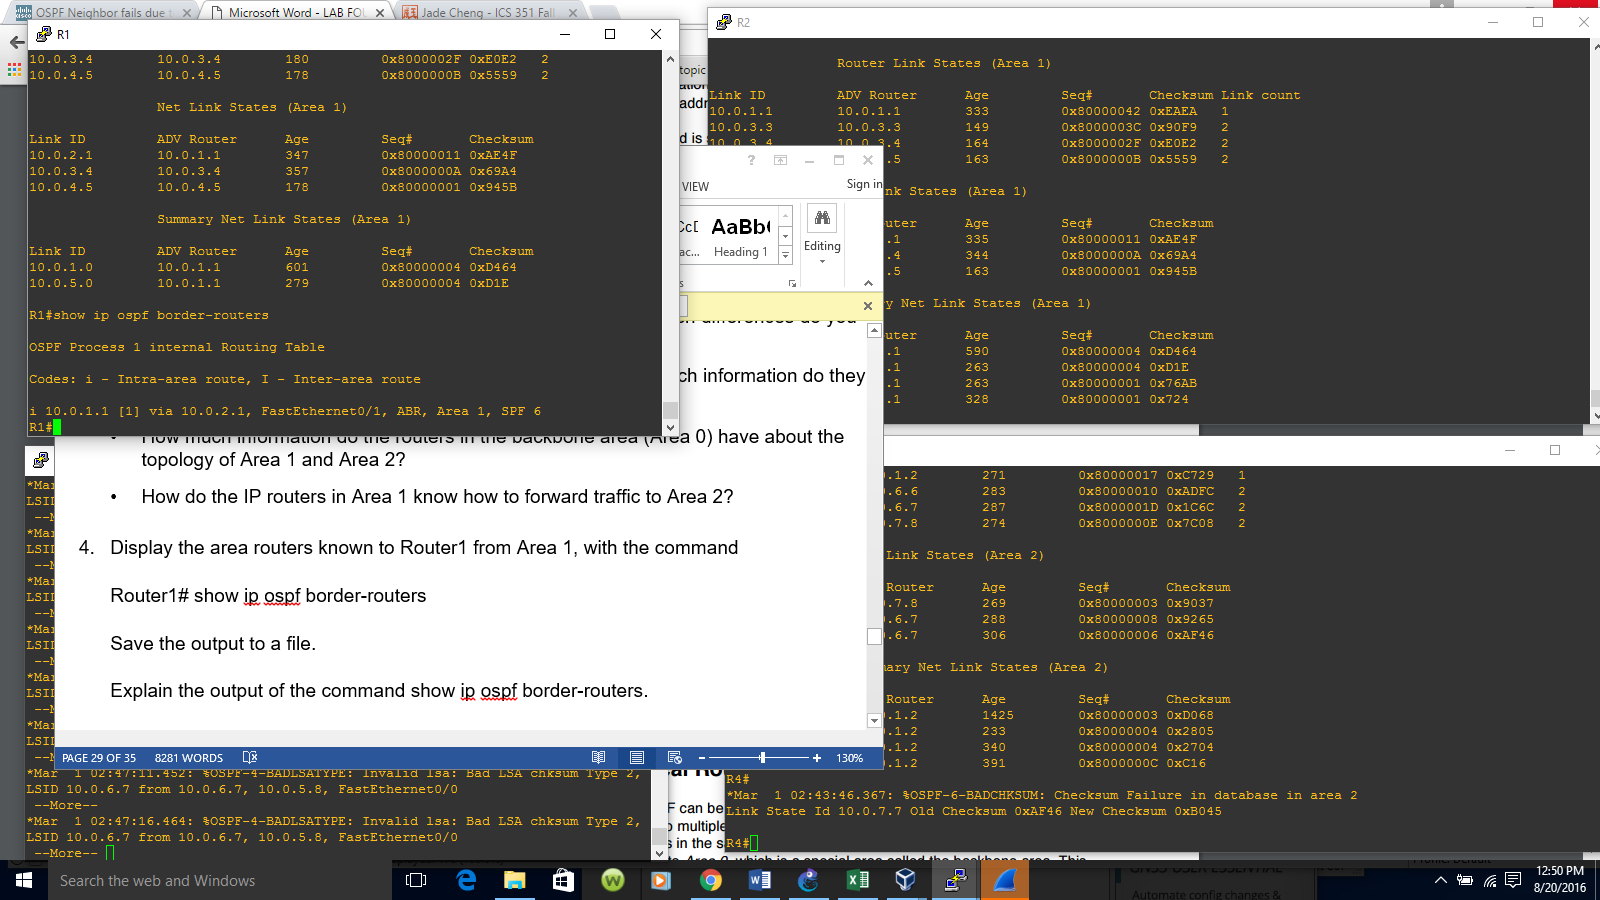 OSPF Neighbor fails due t
Microsoft Word - LAB FOU
Jade Cheng - ICS 351 Fall
R1
10.0.3.4 10.0.3.4 180 0x8000002F 0xE0E2 2
10.0.4.5 10.0.4.5 178 0x8000000B 0x5559 2
Net Link States (Area 1)
Link ID ADV Router Age Seq# Checksum
10.0.2.1 10.0.1.1 347 0x80000011 0xAE4F
10.0.3.4 10.0.3.4 357 0x8000000A 0x69A4
10.0.4.5 10.0.4.5 178 0x80000001 0x945B
Summary Net Link States (Area 1)
Link ID ADV Router Age Seq# Checksum
10.0.1.0 10.0.1.1 601 0x80000004 0xD464
10.0.5.0 10.0.1.1 279 0x80000004 0xD1E
R1#show ip ospf border-routers
OSPF Process 1 internal Routing Table
Codes: i - Intra-area route, I - Inter-area route
i 10.0.1.1 [1] via 10.0.2.1, FastEthernet0/1, ABR, Area 1, SPF 6
R1#
R2
Router Link States (Area 1)
Link ID ADV Router Age Seq# Checksum Link count
10.0.1.1 10.0.1.1 333 0x80000042 0xEAEA 1
10.0.3.3 10.0.3.3 149 0x8000003C 0x90F9 2
10.0.3.4 10.0.3.4 164 0x8000002F 0xE0E2 2
.5 163 0x8000000B 0x5559 2
nk States (Area 1)
uter Age Seq# Checksum
.1 335 0x80000011 0xAE4F
.4 344 0x8000000A 0x69A4
.5 163 0x80000001 0x945B
y Net Link States (Area 1)
uter Age Seq# Checksum
.1 590 0x80000004 0xD464
.1 263 0x80000004 0xD1E
.1 263 0x80000001 0x76AB
.1 328 0x80000001 0x724
topic
addr
d is
VIEW
Sign in
AaBb
Heading 1
Editing
ch information do they
How much information do the routers in the backbone area (Area 0) have about the
topology of Area 1 and Area 2?
• How do the IP routers in Area 1 know how to forward traffic to Area 2?
4. Display the area routers known to Router1 from Area 1, with the command
Router1# show ip ospf border-routers
Save the output to a file.
Explain the output of the command show ip ospf border-routers.
PAGE 29 OF 35 8281 WORDS 130%
.1.2 271 0x80000017 0xC729 1
.6.6 283 0x80000010 0xADFC 2
.6.7 287 0x8000001D 0x1C6C 2
.7.8 274 0x8000000E 0x7C08 2
Link States (Area 2)
Router Age Seq# Checksum
.7.8 269 0x80000003 0x9037
.6.7 288 0x80000008 0x9265
.6.7 306 0x80000006 0xAF46
ary Net Link States (Area 2)
Router Age Seq# Checksum
.1.2 1425 0x80000003 0xD068
.1.2 233 0x80000004 0x2805
.1.2 340 0x80000004 0x2704
.1.2 391 0x8000000C 0xC16
R4#
*Mar 1 02:43:46.367: %OSPF-6-BADCHKSUM: Checksum Failure in database in area 2
Link State Id 10.0.7.7 Old Checksum 0xAF46 New Checksum 0xB045
R4#
*Mar 1 02:47:11.452: %OSPF-4-BADLSATYPE: Invalid lsa: Bad LSA chksum Type 2,
LSID 10.0.6.7 from 10.0.6.7, 10.0.5.8, FastEthernet0/0
--More--
*Mar 1 02:47:16.464: %OSPF-4-BADLSATYPE: Invalid lsa: Bad LSA chksum Type 2,
LSID 10.0.6.7 from 10.0.6.7, 10.0.5.8, FastEthernet0/0
--More--
F can be
multiple
s in the s
Search the web and Windows
12:50 PM
8/20/2016